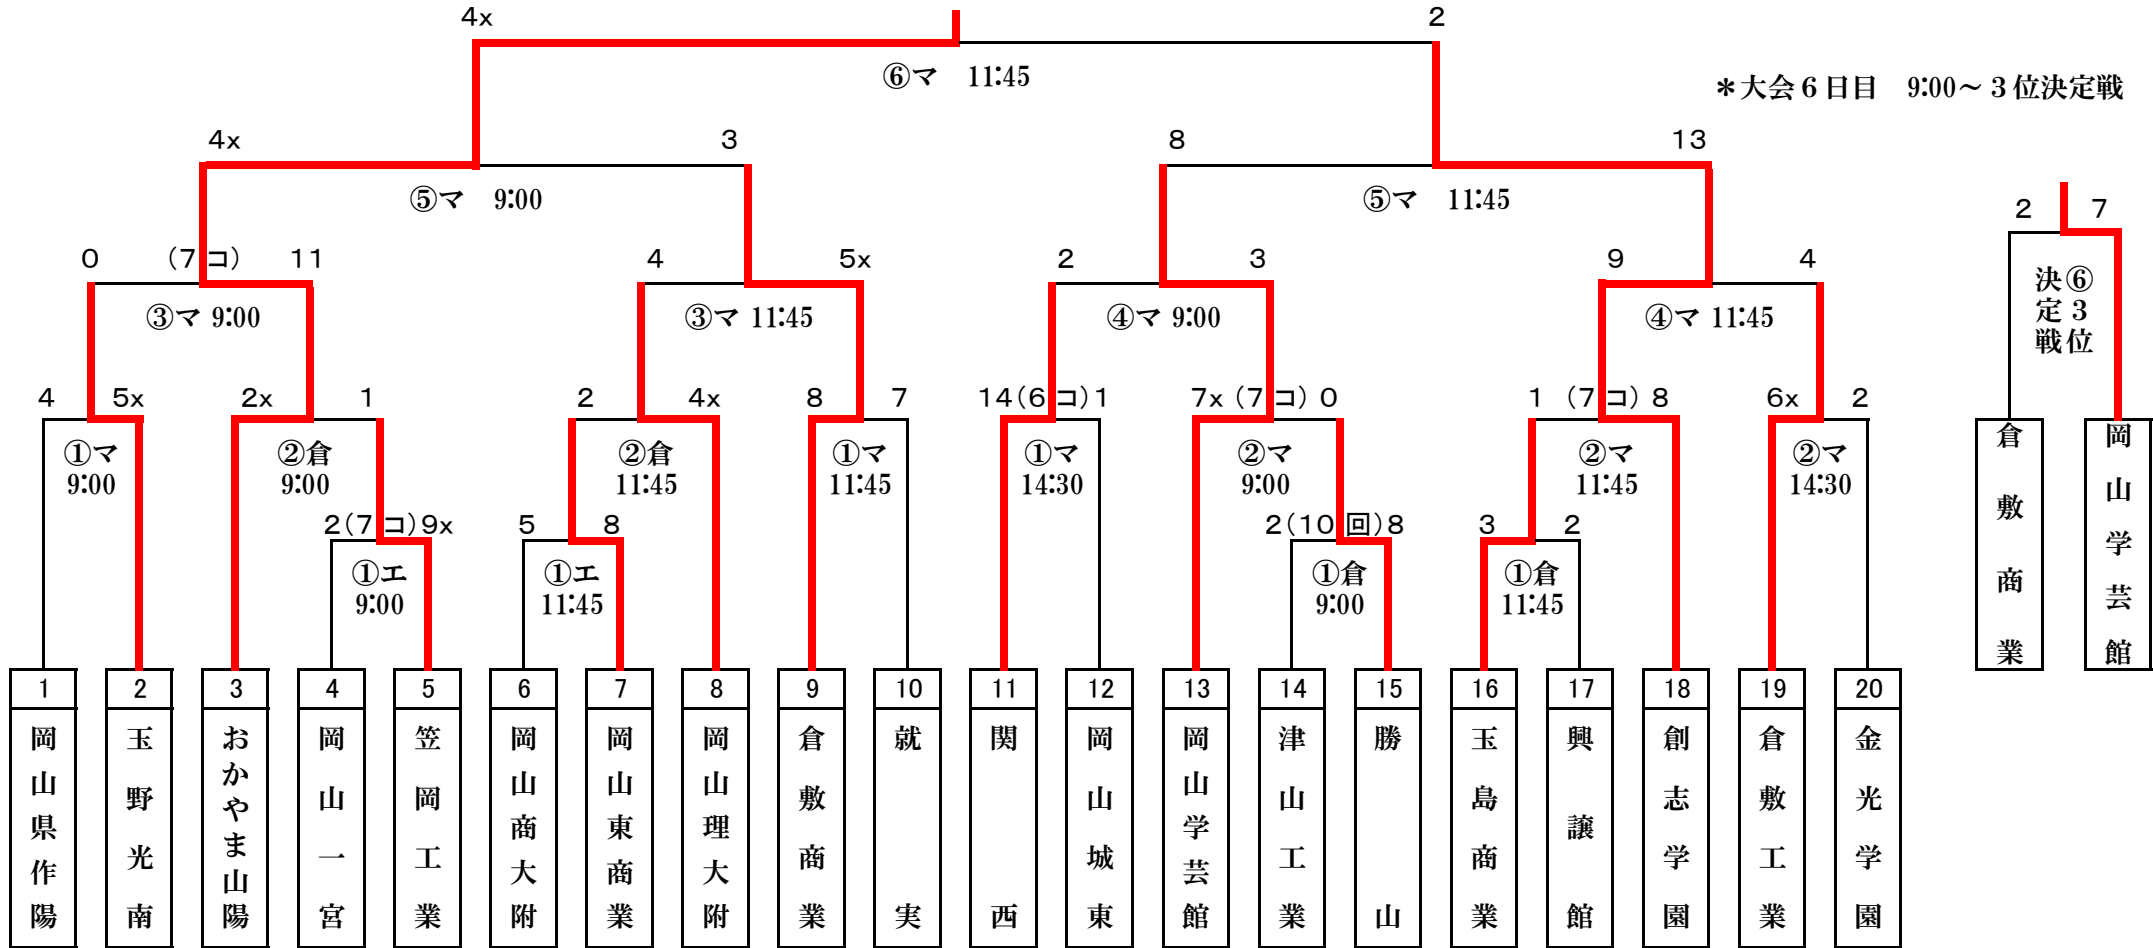 4x 2
⑥マ 11:45
＊大会６日目 9:00～３位決定戦
4x 3 8 13
⑤マ 9:00 ⑤マ 11:45
2 7
0 (7コ) 11 4 5x 2 3 9 4
③マ 9:00 ③マ 11:45 ④マ 9:00 ④マ 11:45
⑥３位
決定戦
4 5x 2x 1 2 4x 8 7 14(6コ)1 7x (7コ) 0 1 (7コ) 8 6x 2
①マ ②倉 ②倉 ①マ ①マ ②マ ②マ ②マ
9:00 9:00 11:45 11:45 14:30 9:00 11:45 14:30
2(7コ)9x 5 8 2(10回)8 3 2
①エ ①エ ①倉 ①倉
9:00 11:45 9:00 11:45
倉敷商業
岡山学芸館
1 2 3 4 5 6 7 8 9 10 11 12 13 14 15 16 17 18 19 20
岡山県作陽
玉野光南
おかやま山陽
岡山一宮
笠岡工業
岡山商大附
岡山東商業
岡山理大附
倉敷商業
就実
関西
岡山城東
岡山学芸館
津山工業
勝山
玉島商業
興譲館
創志学園
倉敷工業
金光学園